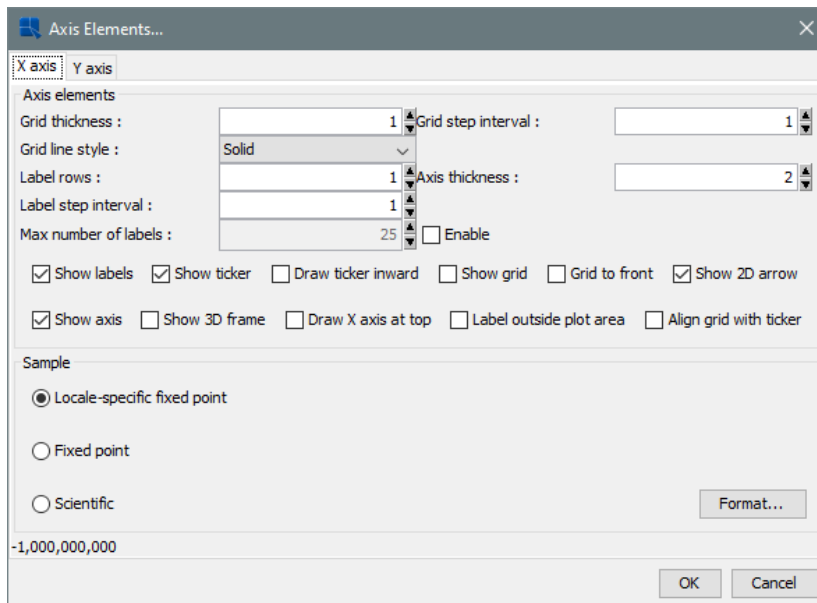 Axis Elements...
X axis Y axis
Axis elements
Grid thickness : 1 Grid step interval : 1
Grid line style : Solid
Label rows : 1 Axis thickness : 2
Label step interval : 1
Max number of labels : 25 Enable
Show labels Show ticker Draw ticker inward Show grid Grid to front Show 2D arrow
Show axis Show 3D frame Draw X axis at top Label outside plot area Align grid with ticker
Sample
Locale-specific fixed point
Fixed point
Scientific Format...
-1,000,000,000
OK Cancel